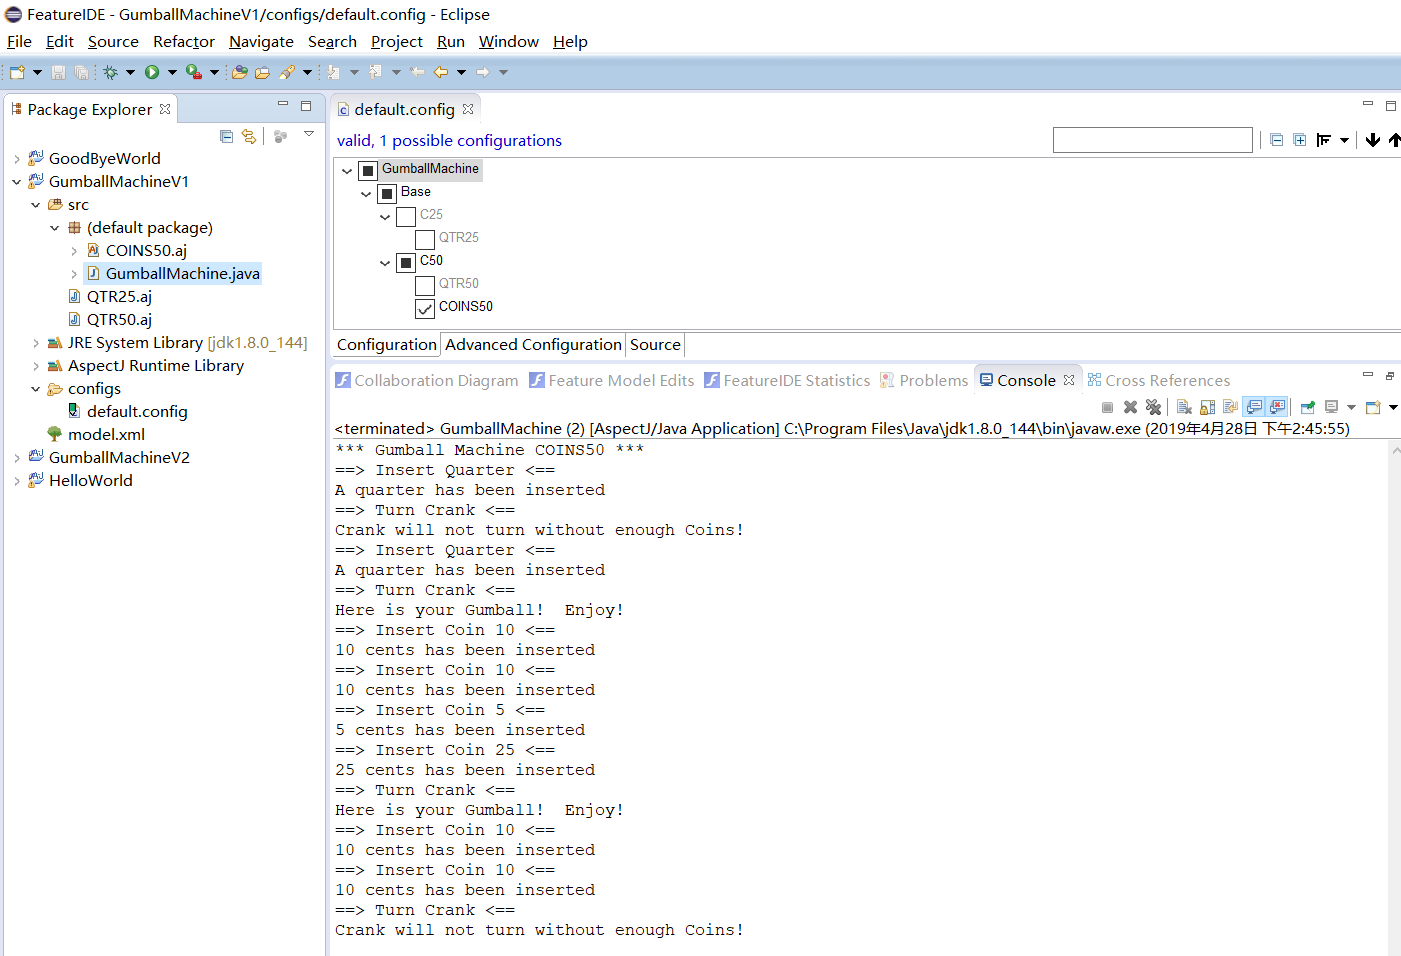 FeatureIDE - GumballMachineV1/configs/default.config - Eclipse
File Edit Source Refactor Navigate Search Project Run Window Help
Package Explorer
GoodByeWorld
GumballMachineV1
src
(default package)
COINS50.aj
GumballMachine.java
QTR25.aj
QTR50.aj
JRE System Library [jdk1.8.0_144]
AspectJ Runtime Library
configs
default.config
model.xml
GumballMachineV2
HelloWorld
default.config
valid, 1 possible configurations
GumballMachine
Base
C25
QTR25
C50
QTR50
COINS50
Configuration Advanced Configuration Source
Collaboration Diagram Feature Model Edits FeatureIDE Statistics Problems Console Cross References
<terminated> GumballMachine (2) [AspectJ/Java Application] C:\Program Files\Java\jdk1.8.0_144\bin\javaw.exe (2019年4月28日 下午2:45:55)
*** Gumball Machine COINS50 ***
==> Insert Quarter <==
A quarter has been inserted
==> Turn Crank <==
Crank will not turn without enough Coins!
==> Insert Quarter <==
A quarter has been inserted
==> Turn Crank <==
Here is your Gumball!  Enjoy!
==> Insert Coin 10 <==
10 cents has been inserted
==> Insert Coin 10 <==
10 cents has been inserted
==> Insert Coin 5 <==
5 cents has been inserted
==> Insert Coin 25 <==
25 cents has been inserted
==> Turn Crank <==
Here is your Gumball!  Enjoy!
==> Insert Coin 10 <==
10 cents has been inserted
==> Insert Coin 10 <==
10 cents has been inserted
==> Turn Crank <==
Crank will not turn without enough Coins!